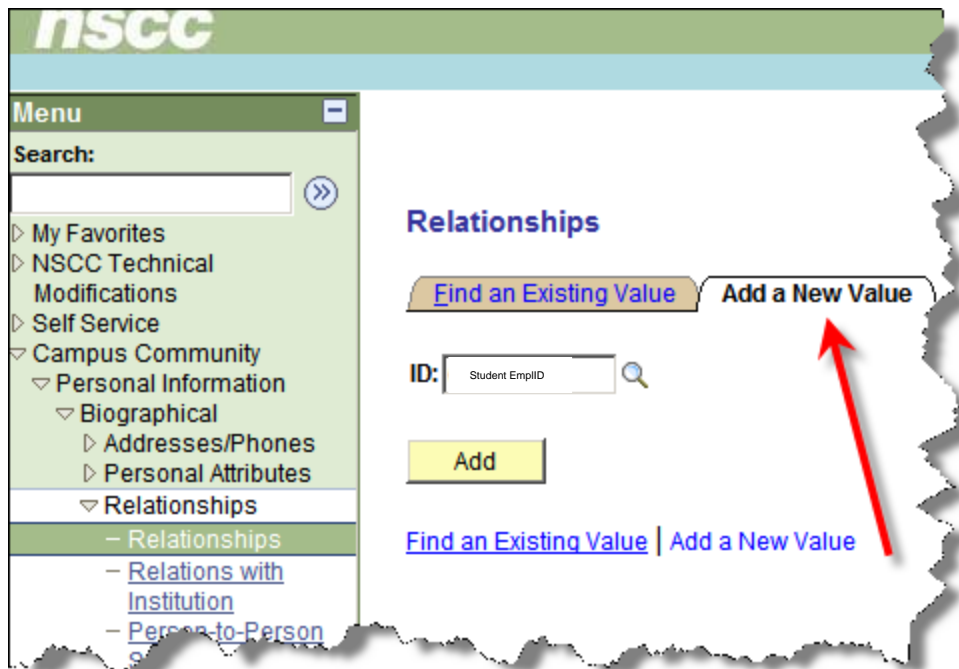 nscc
Menu
Search:
My Favorites
NSCC Technical
Modifications
Self Service
Campus Community
Personal Information
Biographical
Addresses/Phones
Personal Attributes
Relationships
– Relationships
– Relations with
Institution
– Person-to-Person
Relationships
Find an Existing Value Add a New Value
ID: Student EmplID
Add
Find an Existing Value | Add a New Value